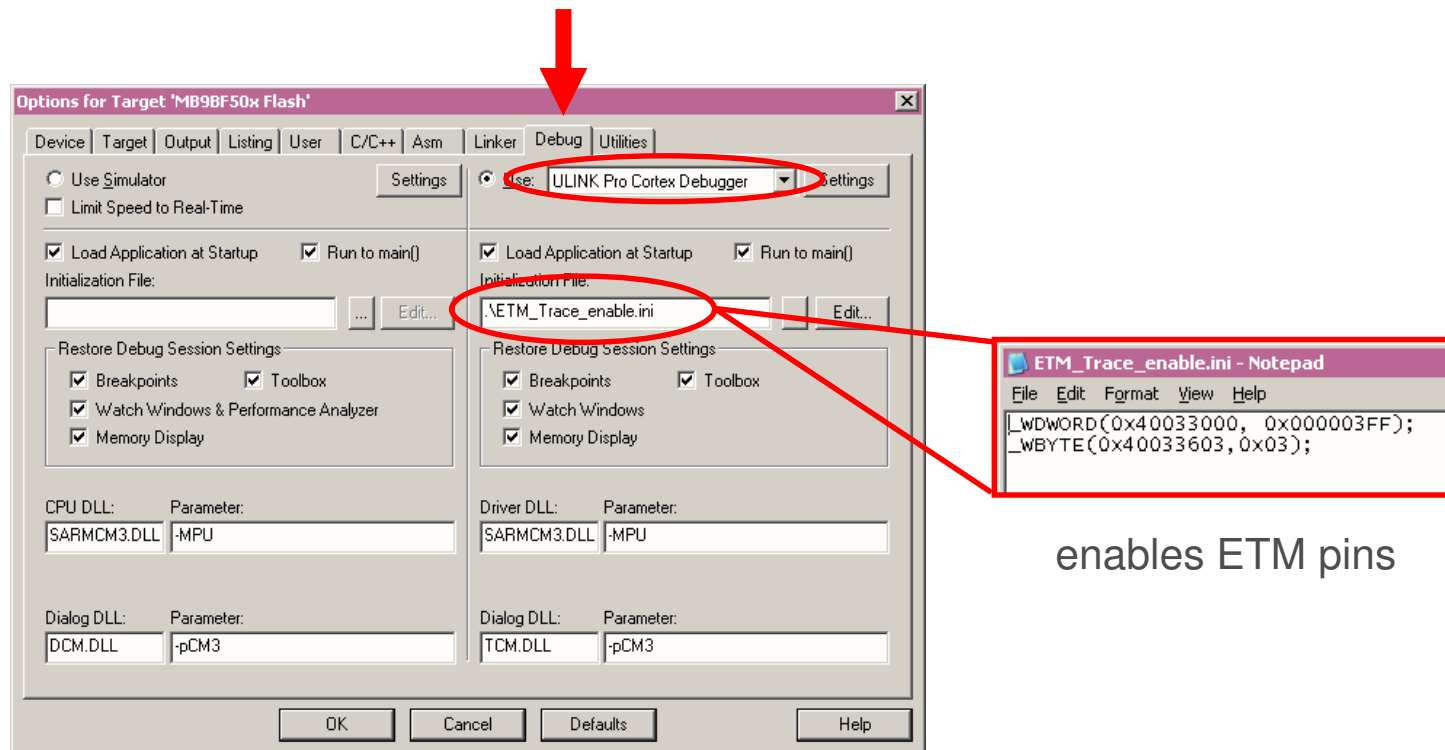 Options for Target 'MB9BF50x Flash'
Device Target Output Listing User C/C++ Asm Linker Debug Utilities
Use Simulator Settings
Limit Speed to Real-Time
Use: ULINK Pro Cortex Debugger Settings
Load Application at Startup Run to main()
Initialization File:
... Edit...
Restore Debug Session Settings
Breakpoints Toolbox
Watch Windows & Performance Analyzer
Memory Display
CPU DLL: Parameter:
SARMCM3.DLL -MPU
Dialog DLL: Parameter:
DCM.DLL -pCM3
Load Application at Startup Run to main()
Initialization File:
.\ETM_Trace_enable.ini Edit...
Restore Debug Session Settings
Breakpoints Toolbox
Watch Windows
Memory Display
Driver DLL: Parameter:
SARMCM3.DLL -MPU
Dialog DLL: Parameter:
TCM.DLL -pCM3
OK Cancel Defaults Help
ETM_Trace_enable.ini - Notepad
File Edit Format View Help
_WDWORD(0x40033000, 0x000003FF);
_WBYTE(0x40033603,0x03);
enables ETM pins